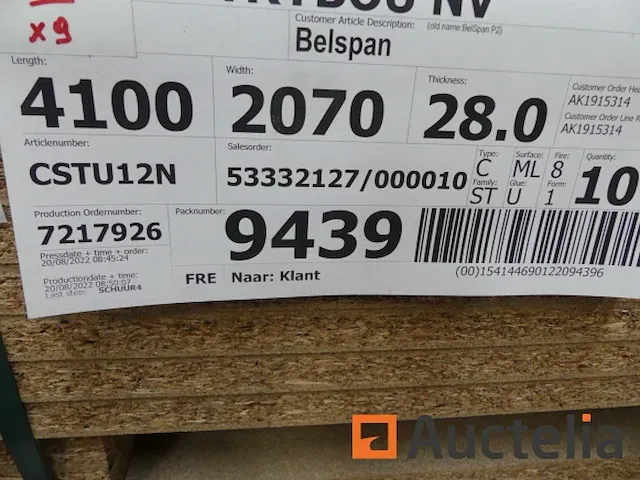 x9
Customer Article Description: (old name:BelSpan P2)
Belspan
Length: Width: Thickness:
4100 2070 28.0
Customer Order Hea
AK1915314
Customer Order Line R
AK1915314
Articlenumber: Salesorder: Type: Surface: Fire: Quantity:
CSTU12N 53332127/000010 C ML 8 10
Family: Glue: Form:
ST U 1
Production Ordernumber: Packnumber:
7217926 9439
Pressdate + time + order:
20/08/2022 08:45:24
Productiondate + time:
20/08/2022 08:50:07
Last step: SCHUUR4
FRE Naar: Klant
(00)154144690122094396
Auctelia